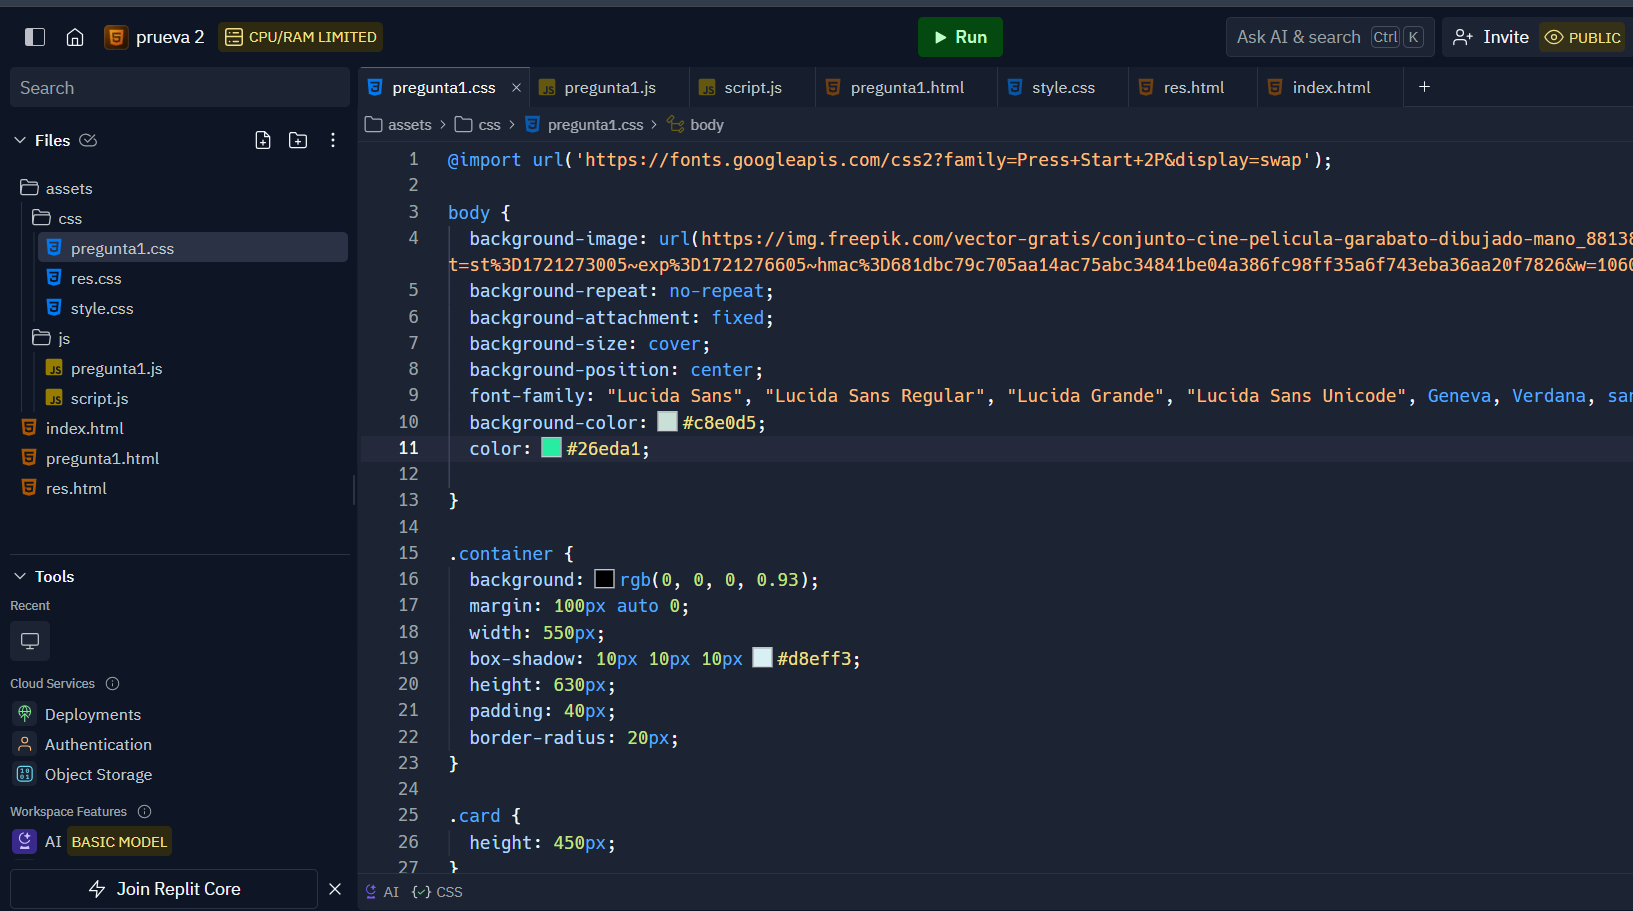 prueva 2
CPU/RAM LIMITED
Run
Ask AI & search Ctrl K
Invite
PUBLIC
Search
pregunta1.css
pregunta1.js
script.js
pregunta1.html
style.css
res.html
index.html
assets > css > pregunta1.css > body
Files
assets
css
pregunta1.css
res.css
style.css
js
pregunta1.js
script.js
index.html
pregunta1.html
res.html
Tools
Recent
Cloud Services
Deployments
Authentication
Object Storage
Workspace Features
AI BASIC MODEL
Join Replit Core
1 @import url('https://fonts.googleapis.com/css2?family=Press+Start+2P&display=swap');
2
3 body {
4 background-image: url(https://img.freepik.com/vector-gratis/conjunto-cine-pelicula-garabato-dibujado-mano_88138
t=st%3D1721273005~exp%3D1721276605~hmac%3D681dbc79c705aa14ac75abc34841be04a386fc98ff35a6f743eba36aa20f7826&w=1060
5 background-repeat: no-repeat;
6 background-attachment: fixed;
7 background-size: cover;
8 background-position: center;
9 font-family: "Lucida Sans", "Lucida Sans Regular", "Lucida Grande", "Lucida Sans Unicode", Geneva, Verdana, san
10 background-color: #c8e0d5;
11 color: #26eda1;
12
13 }
14
15 .container {
16 background: rgb(0, 0, 0, 0.93);
17 margin: 100px auto 0;
18 width: 550px;
19 box-shadow: 10px 10px 10px #d8eff3;
20 height: 630px;
21 padding: 40px;
22 border-radius: 20px;
23 }
24
25 .card {
26 height: 450px;
27 }
AI {✓} CSS